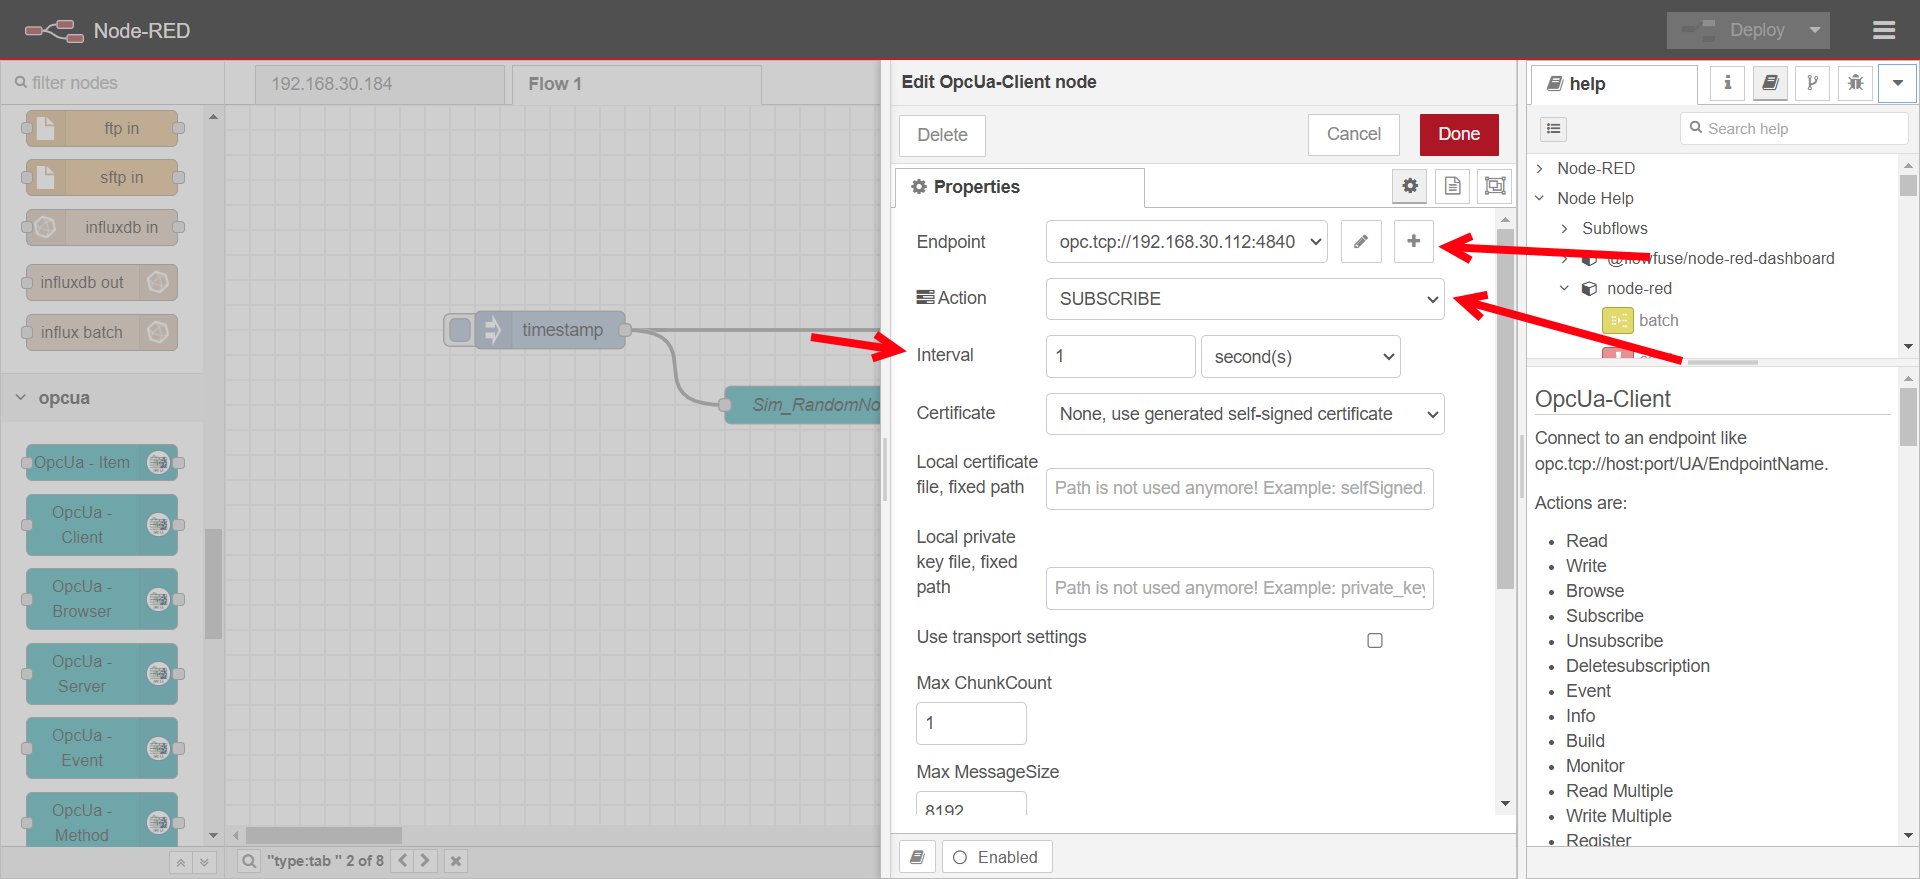 Node-RED
Deploy
filter nodes
192.168.30.184
Flow 1
ftp in
sftp in
influxdb in
influxdb out
influx batch
opcua
OpcUa - Item
OpcUa -
Client
OpcUa -
Browser
OpcUa -
Server
OpcUa -
Event
OpcUa -
Method
timestamp
Sim_RandomNo
"type:tab " 2 of 8
Edit OpcUa-Client node
Delete
Cancel
Done
Properties
Endpoint
opc.tcp://192.168.30.112:4840
Action
SUBSCRIBE
Interval
1
second(s)
Certificate
None, use generated self-signed certificate
Local certificate
file, fixed path
Path is not used anymore! Example: selfSigned.
Local private
key file, fixed
path
Path is not used anymore! Example: private_key
Use transport settings
Max ChunkCount
1
Max MessageSize
8192
Enabled
help
Search help
Node-RED
Node Help
Subflows
@flowfuse/node-red-dashboard
node-red
batch
OpcUa-Client
Connect to an endpoint like
opc.tcp://host:port/UA/EndpointName.
Actions are:
Read
Write
Browse
Subscribe
Unsubscribe
Deletesubscription
Event
Info
Build
Monitor
Read Multiple
Write Multiple
Register